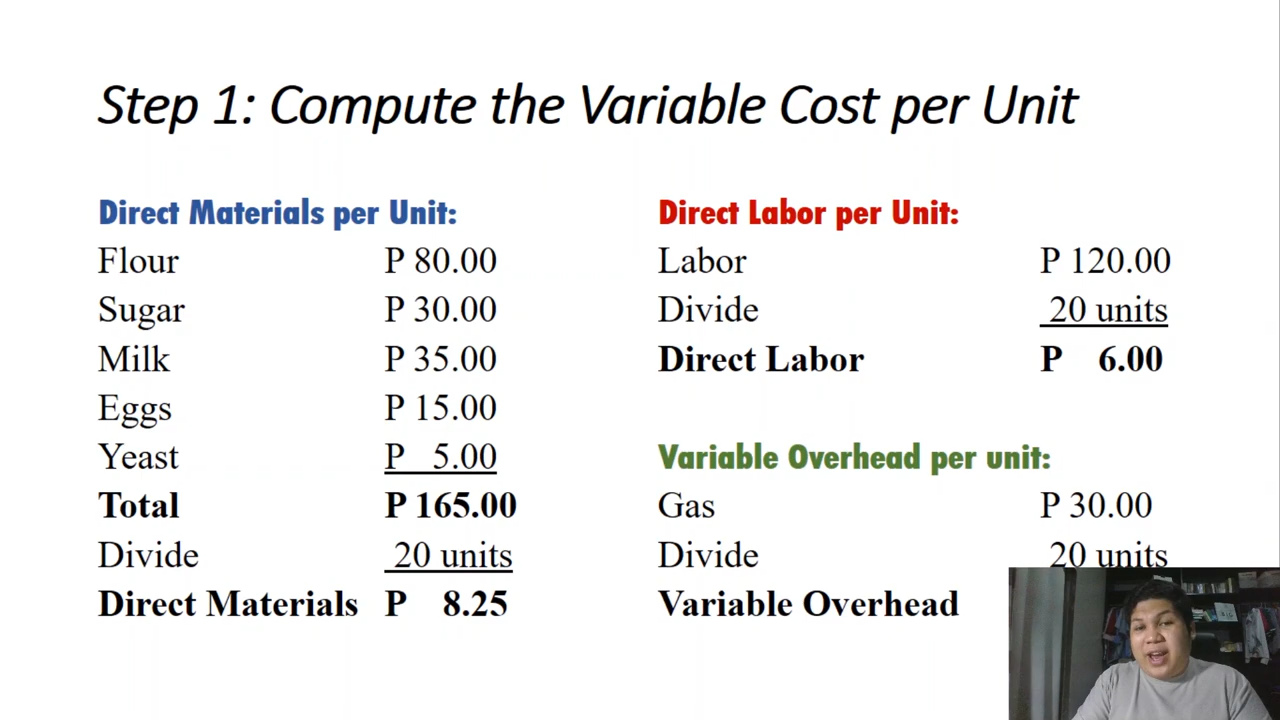 Step 1: Compute the Variable Cost per Unit
Direct Materials per Unit:
Flour P 80.00
Sugar P 30.00
Milk P 35.00
Eggs P 15.00
Yeast P 5.00
Total P 165.00
Divide 20 units
Direct Materials P 8.25
Direct Labor per Unit:
Labor P 120.00
Divide 20 units
Direct Labor P 6.00
Variable Overhead per unit:
Gas P 30.00
Divide 20 units
Variable Overhead